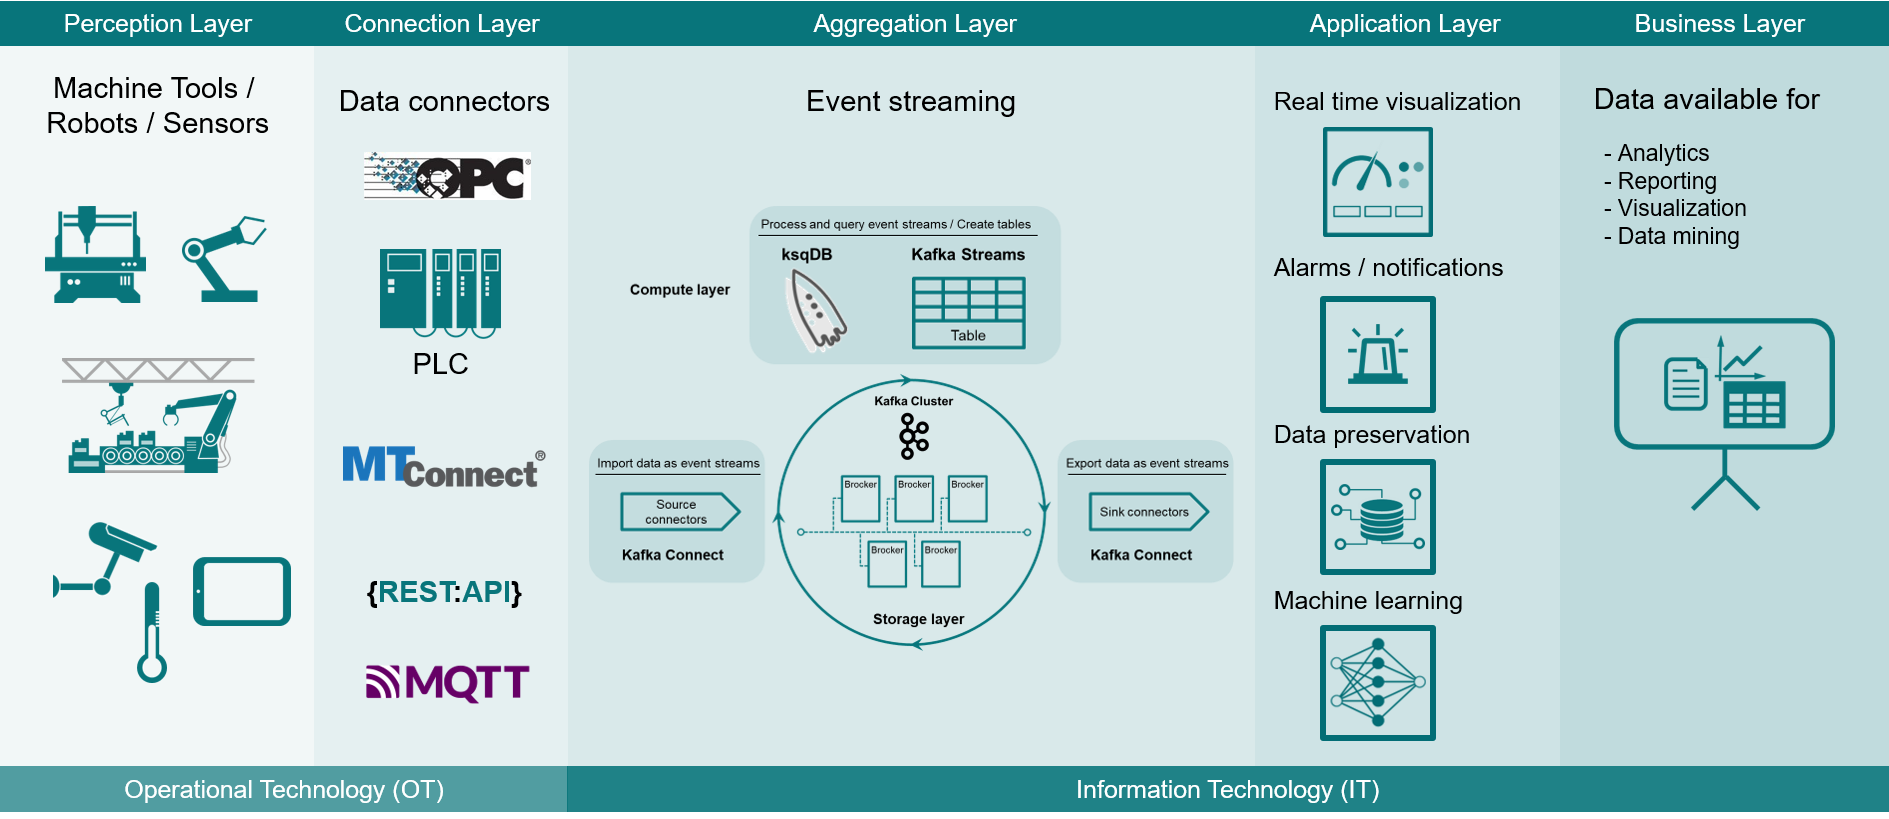 Perception Layer
Connection Layer
Aggregation Layer
Application Layer
Business Layer
Machine Tools /
Robots / Sensors
Data connectors
OPC®
PLC
MTConnect®
{REST:API}
MQTT
Event streaming
Process and query event streams / Create tables
ksqDB
Kafka Streams
Compute layer
Table
Kafka Cluster
Import data as event streams
Source
connectors
Kafka Connect
Brocker
Brocker
Brocker
Brocker
Brocker
Storage layer
Export data as event streams
Sink connectors
Kafka Connect
Real time visualization
Alarms / notifications
Data preservation
Machine learning
Data available for
- Analytics
- Reporting
- Visualization
- Data mining
Operational Technology (OT)
Information Technology (IT)